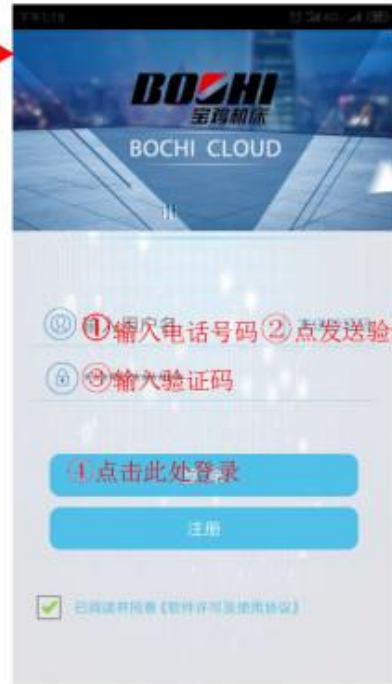 BOCHI
宝鸡机床
BOCHI CLOUD
①输入电话号码②点发送验
③输入验证码
④点击此处登录
注册
已阅读并同意《软件许可及使用协议》